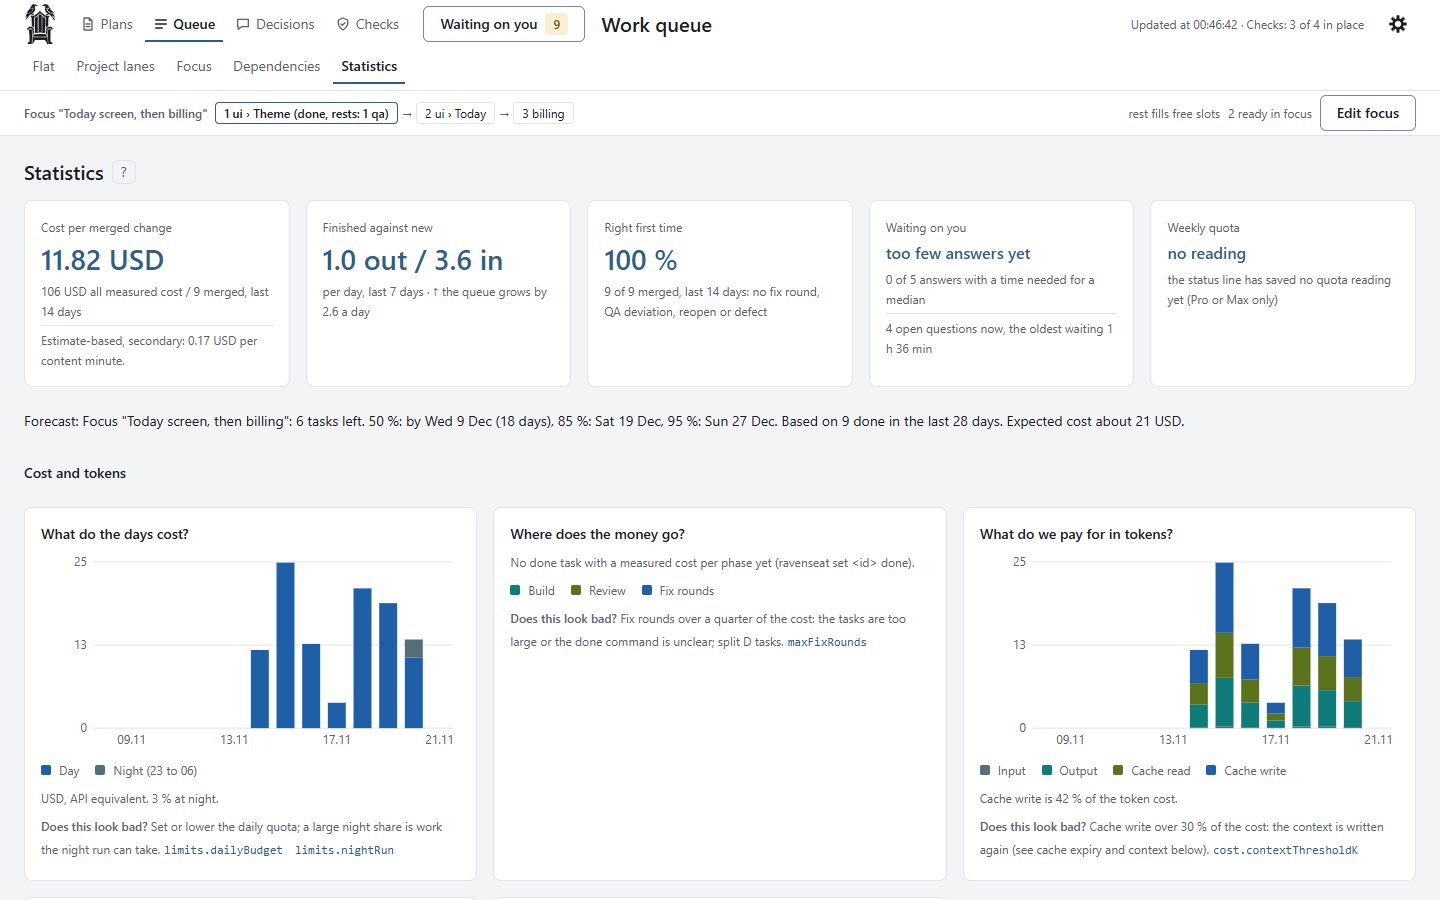 Plans
Queue
Decisions
Checks
Waiting on you 9
Work queue
Updated at 00:46:42 · Checks: 3 of 4 in place
Flat
Project lanes
Focus
Dependencies
Statistics
Focus "Today screen, then billing" 1 ui › Theme (done, rests: 1 qa) → 2 ui › Today → 3 billing
rest fills free slots 2 ready in focus
Edit focus
Statistics ?
Cost per merged change
11.82 USD
106 USD all measured cost / 9 merged, last
14 days
Estimate-based, secondary: 0.17 USD per
content minute.
Finished against new
1.0 out / 3.6 in
per day, last 7 days · ↑ the queue grows by
2.6 a day
Right first time
100 %
9 of 9 merged, last 14 days: no fix round,
QA deviation, reopen or defect
Waiting on you
too few answers yet
0 of 5 answers with a time needed for a
median
4 open questions now, the oldest waiting 1
h 36 min
Weekly quota
no reading
the status line has saved no quota reading
yet (Pro or Max only)
Forecast: Focus "Today screen, then billing": 6 tasks left. 50 %: by Wed 9 Dec (18 days), 85 %: Sat 19 Dec, 95 %: Sun 27 Dec. Based on 9 done in the last 28 days. Expected cost about 21 USD.
Cost and tokens
What do the days cost?
25
13
0
09.11 13.11 17.11 21.11
Day Night (23 to 06)
USD, API equivalent. 3 % at night.
Does this look bad? Set or lower the daily quota; a large night share is work
the night run can take. limits.dailyBudget limits.nightRun
Where does the money go?
No done task with a measured cost per phase yet (ravenseat set <id> done).
Build Review Fix rounds
Does this look bad? Fix rounds over a quarter of the cost: the tasks are too
large or the done command is unclear; split D tasks. maxFixRounds
What do we pay for in tokens?
25
13
0
09.11 13.11 17.11 21.11
Input Output Cache read Cache write
Cache write is 42 % of the token cost.
Does this look bad? Cache write over 30 % of the cost: the context is written
again (see cache expiry and context below). cost.contextThresholdK